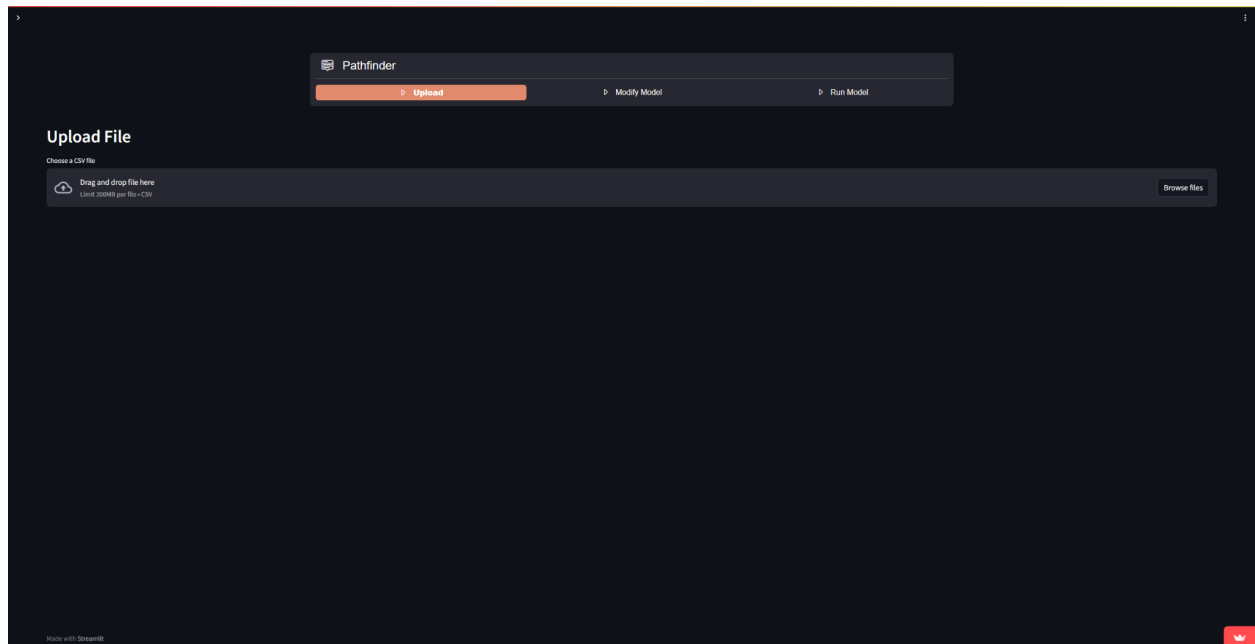 Pathfinder
Upload
Modify Model
Run Model
Upload File
Choose a CSV file
Drag and drop file here
Limit 200MB per file • CSV
Browse files
Made with Streamlit